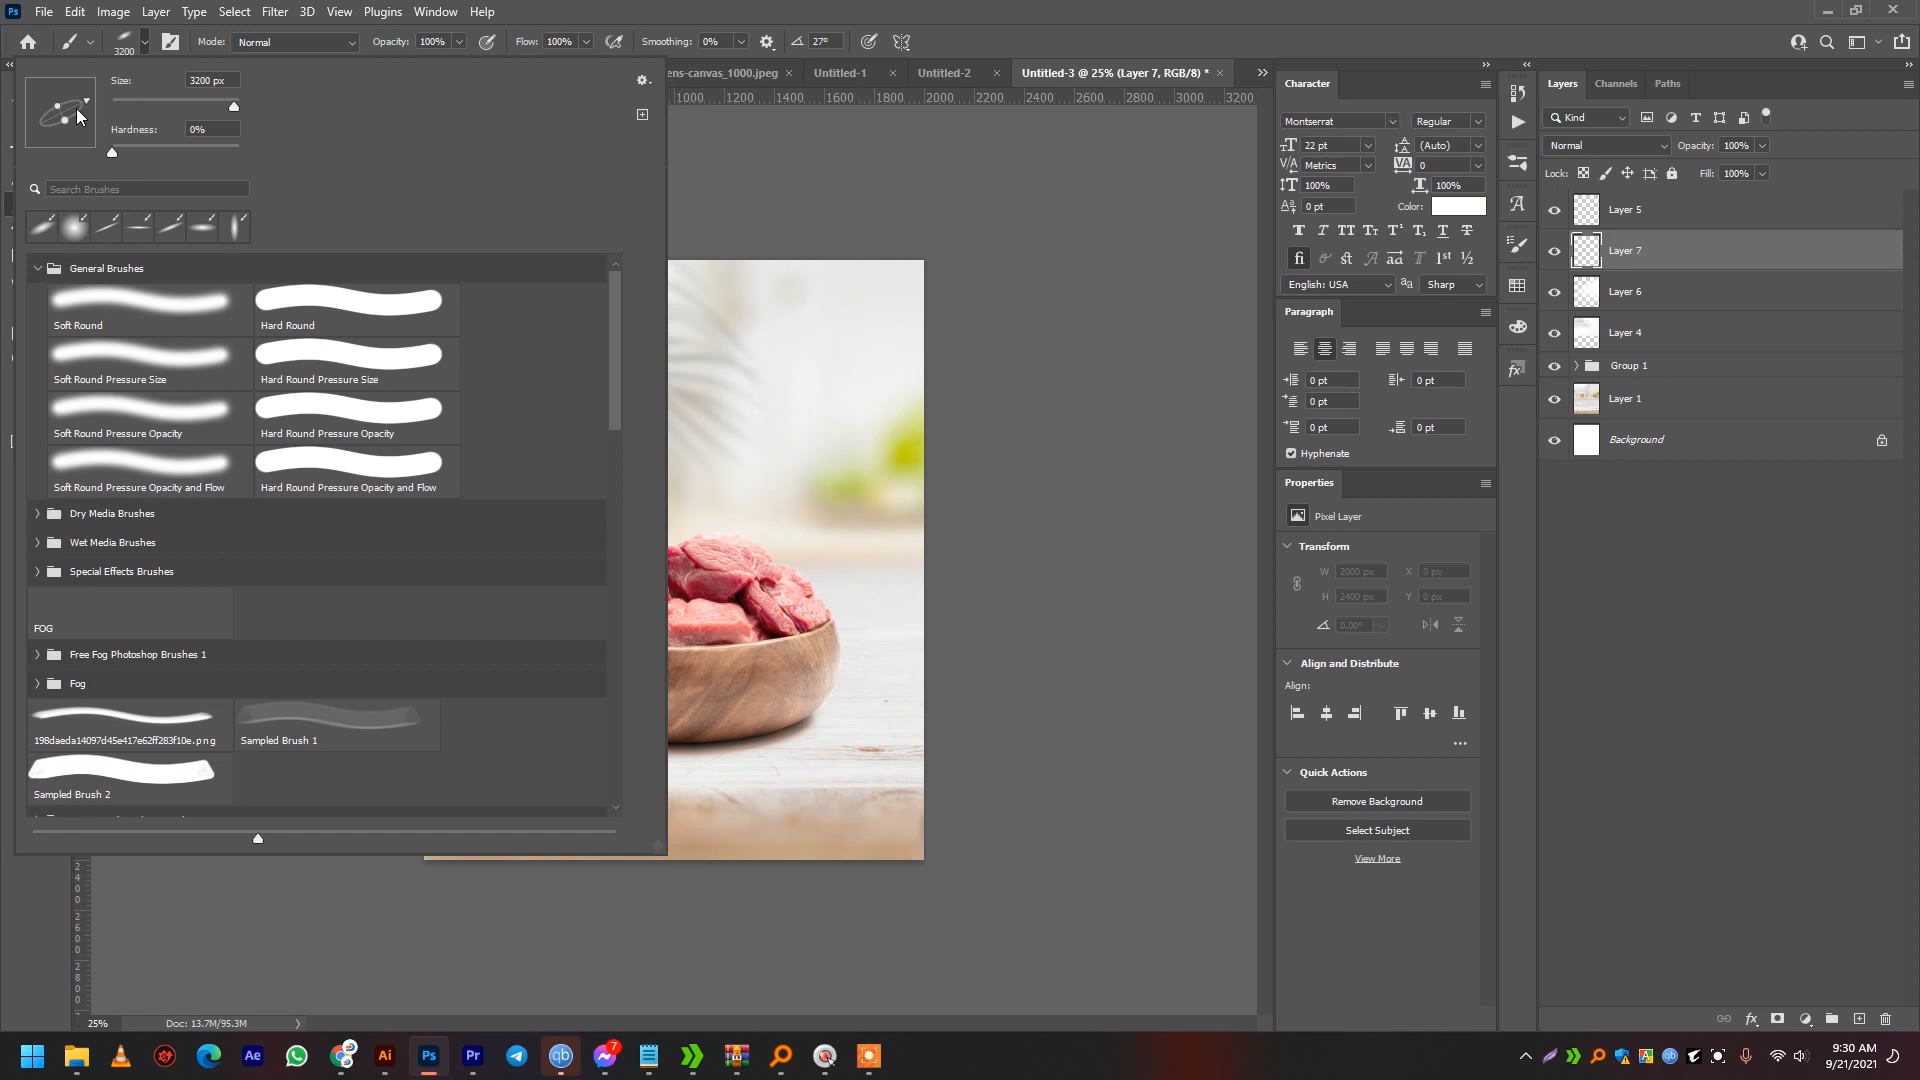 File Edit Image Layer Type Select Filter 3D View Plugins Window Help
3200 Mode: Normal Opacity: 100% Flow: 100% Smoothing: 0% 27°
Size: 3200 px
Hardness: 0%
Search Brushes
General Brushes
Soft Round Hard Round
Soft Round Pressure Size Hard Round Pressure Size
Soft Round Pressure Opacity Hard Round Pressure Opacity
Soft Round Pressure Opacity and Flow Hard Round Pressure Opacity and Flow
Dry Media Brushes
Wet Media Brushes
Special Effects Brushes
FOG
Free Fog Photoshop Brushes 1
Fog
198daeda14097d45e417e62ff283f10e.png Sampled Brush 1
Sampled Brush 2
ens-canvas_1000.jpeg Untitled-1 Untitled-2 Untitled-3 @ 25% (Layer 7, RGB/8) *
1000 1200 1400 1600 1800 2000 2200 2400 2600 2800 3000 3200
2400
2600
2800
25% Doc: 13.7M/95.3M
Character
Montserrat Regular
22 pt (Auto)
Metrics 0
100% 100%
0 pt Color:
English: USA Sharp
Paragraph
0 pt 0 pt
0 pt
0 pt 0 pt
Hyphenate
Properties
Pixel Layer
Transform
W 2000 px X 0 px
H 2400 px Y 0 px
0.00°
Align and Distribute
Align:
Quick Actions
Remove Background
Select Subject
View More
Layers Channels Paths
Kind
Normal Opacity: 100%
Lock: Fill: 100%
Layer 5
Layer 7
Layer 6
Layer 4
Group 1
Layer 1
Background
7
9:30 AM
9/21/2021